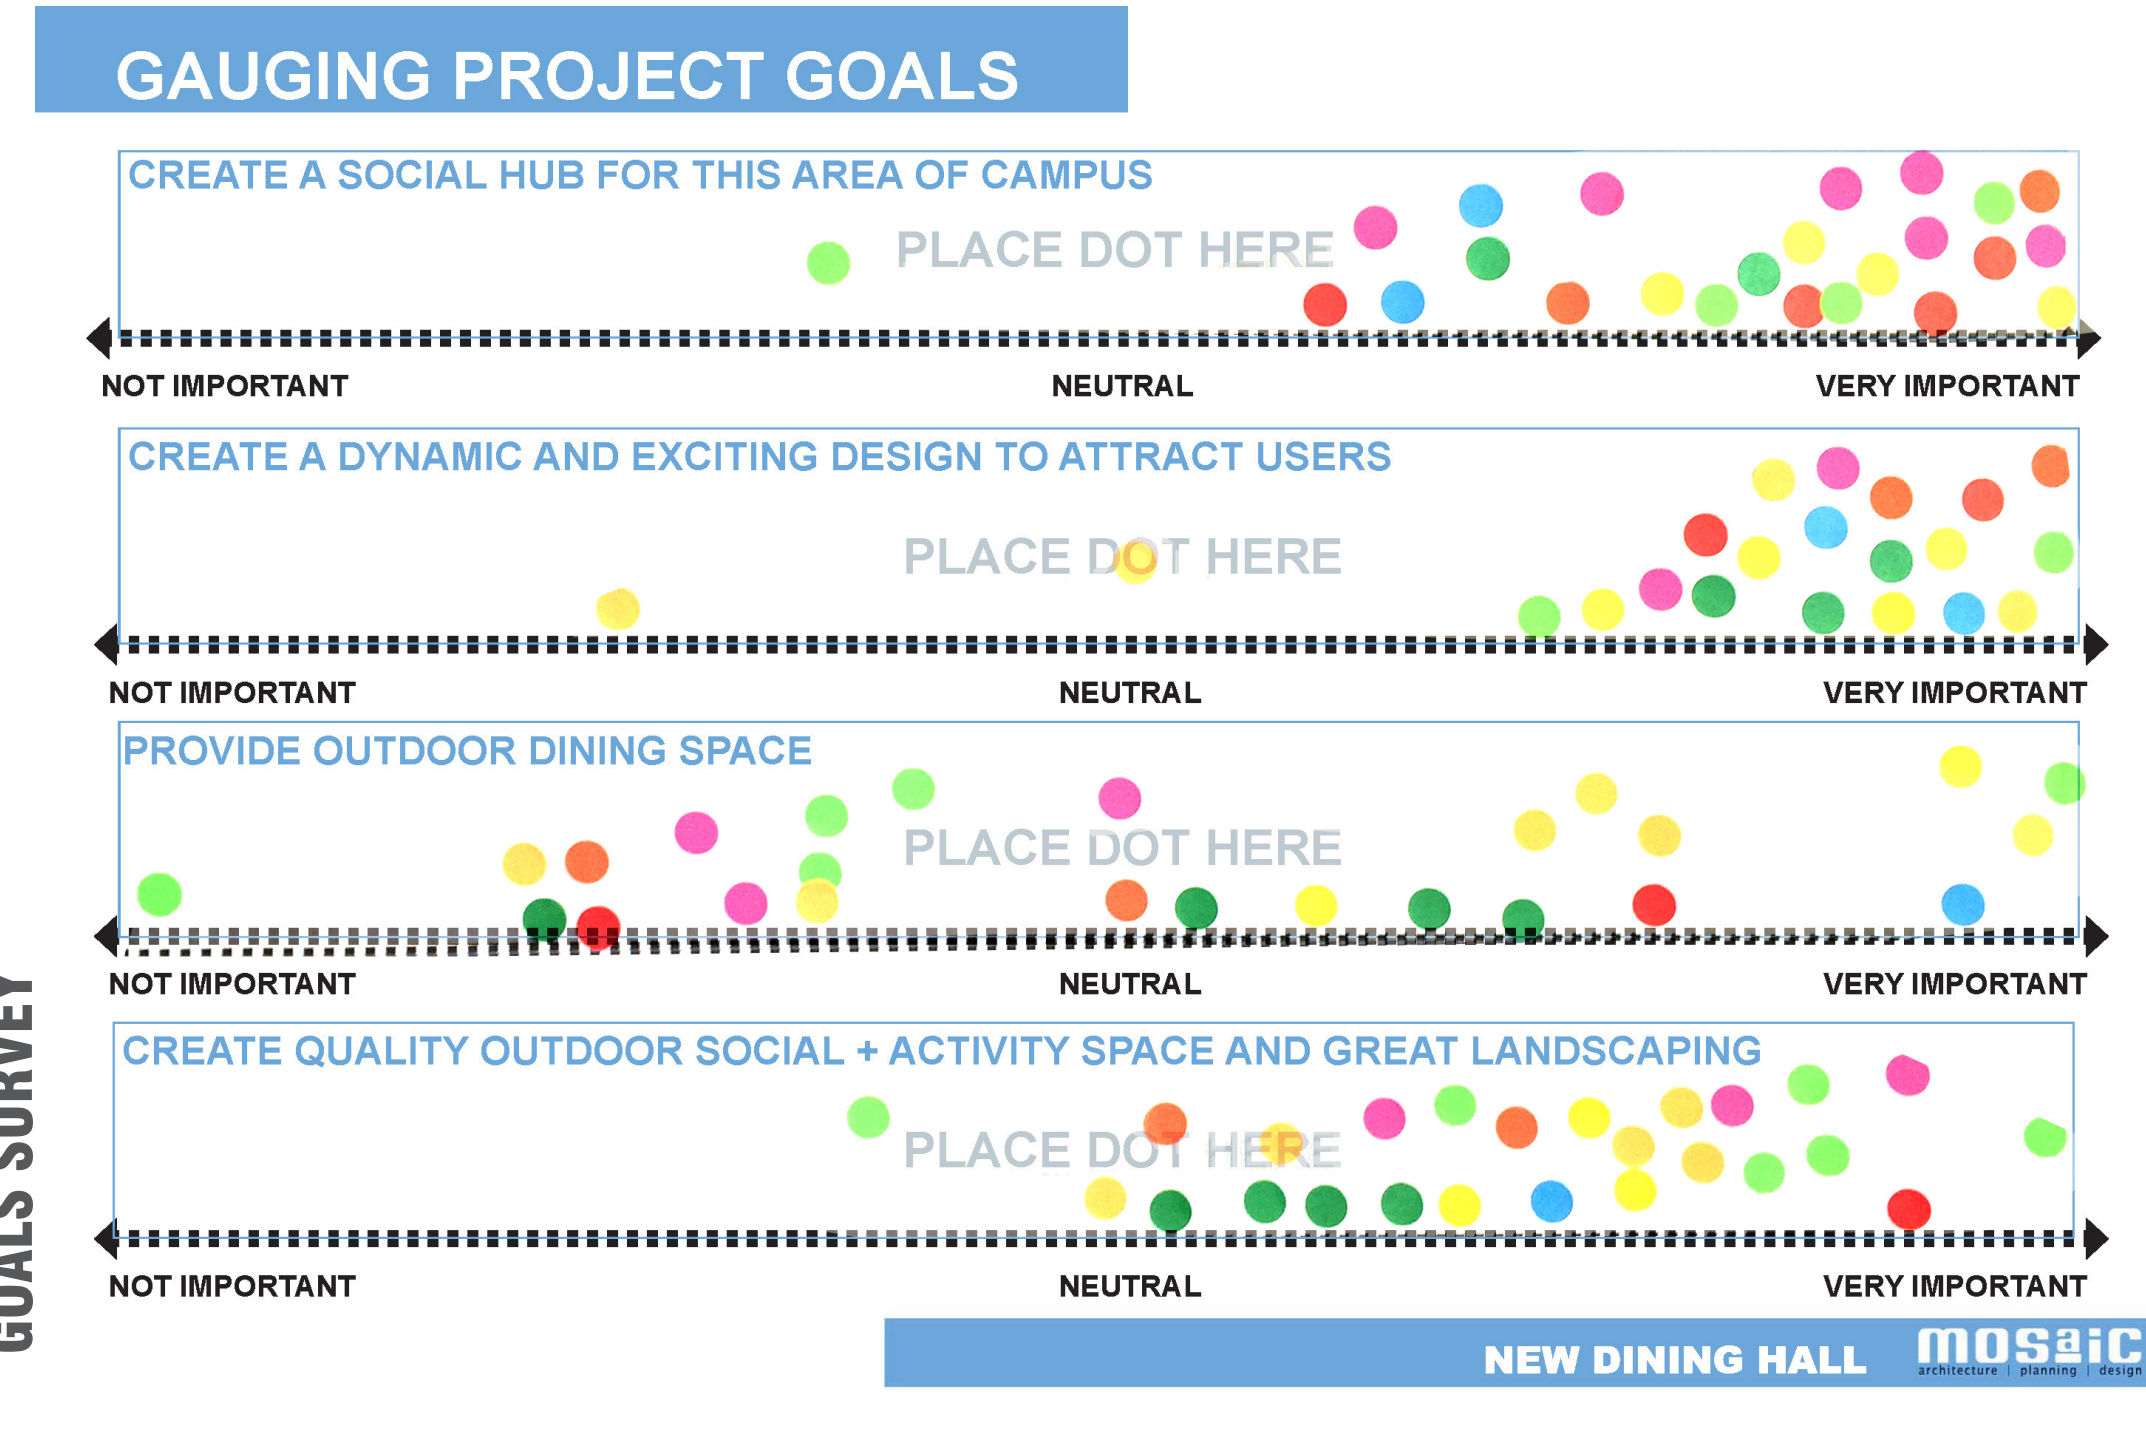 GAUGING PROJECT GOALS
CREATE A SOCIAL HUB FOR THIS AREA OF CAMPUS
PLACE DOT HERE
NOT IMPORTANT NEUTRAL VERY IMPORTANT
CREATE A DYNAMIC AND EXCITING DESIGN TO ATTRACT USERS
PLACE DOT HERE
NOT IMPORTANT NEUTRAL VERY IMPORTANT
PROVIDE OUTDOOR DINING SPACE
PLACE DOT HERE
NOT IMPORTANT NEUTRAL VERY IMPORTANT
CREATE QUALITY OUTDOOR SOCIAL + ACTIVITY SPACE AND GREAT LANDSCAPING
PLACE DOT HERE
NOT IMPORTANT NEUTRAL VERY IMPORTANT
GOALS SURVEY
NEW DINING HALL
mosaic
architecture | planning | design